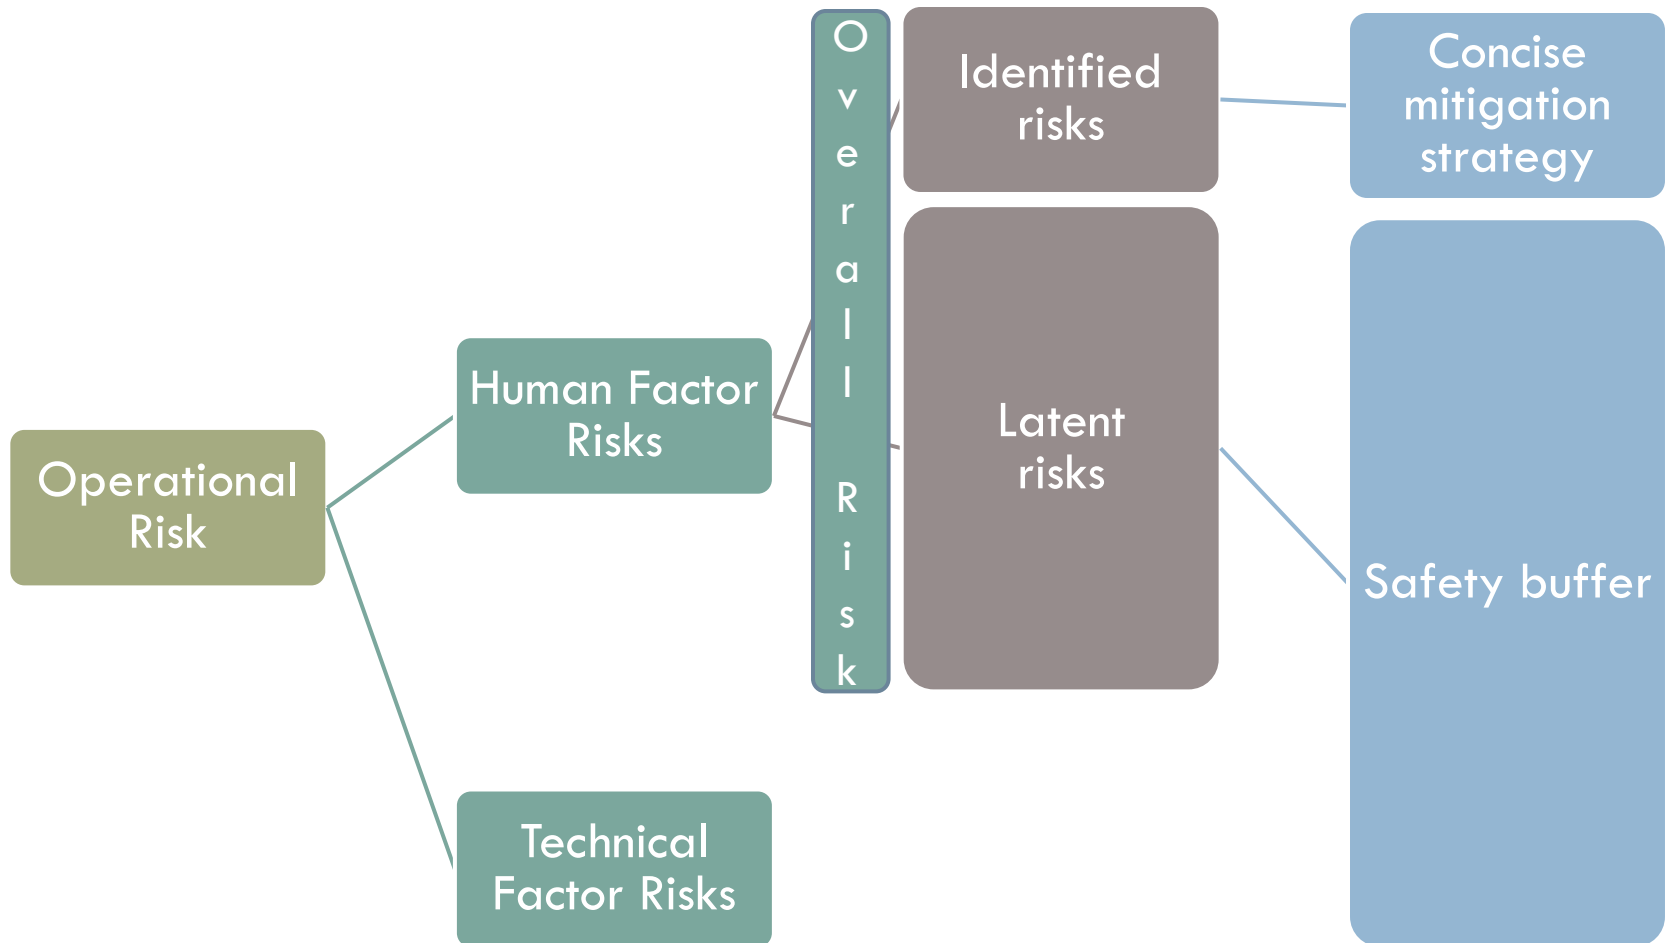 Operational
Risk
Human Factor
Risks
Technical
Factor Risks
O
v
e
r
a
l
l
R
i
s
k
Identified
risks
Latent
risks
Concise
mitigation
strategy
Safety buffer